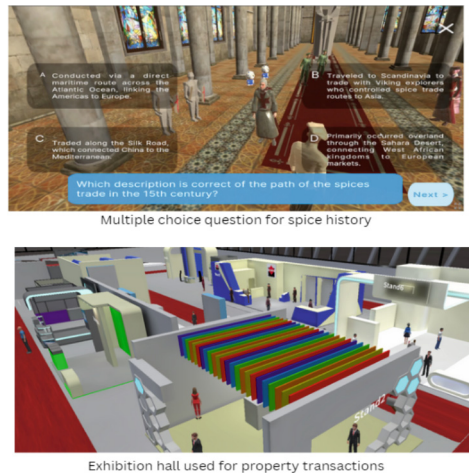 A Conducted via a direct
maritime route across the
Atlantic Ocean, linking the
Americas to Europe.
B Traveled to Scandinavia to
trade with Viking explorers
who controlled spice trade
routes to Asia.
C Traded along the Silk Road,
which connected China to the
Mediterranean.
D Primarily occurred overland
through the Sahara Desert,
connecting West African
kingdoms to European
markets.
Which description is correct of the path of the spices
trade in the 15th century?
Next >
Multiple choice question for spice history
Stand5
Stand2
Exhibition hall used for property transactions